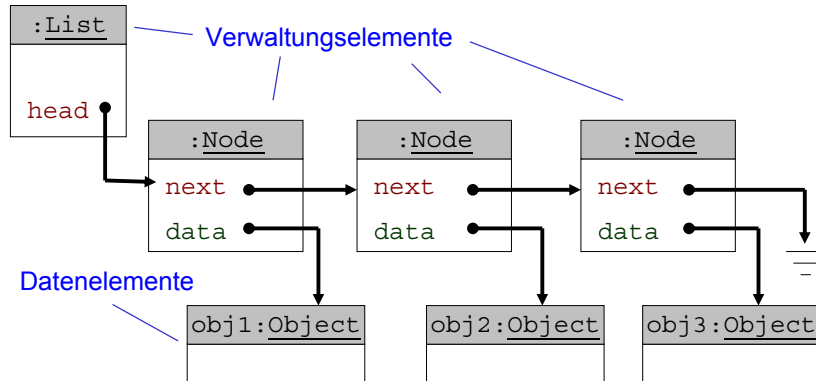 :List
Verwaltungselemente
head
:Node :Node :Node
next next next
data data data
Datenelemente
obj1:Object obj2:Object obj3:Object